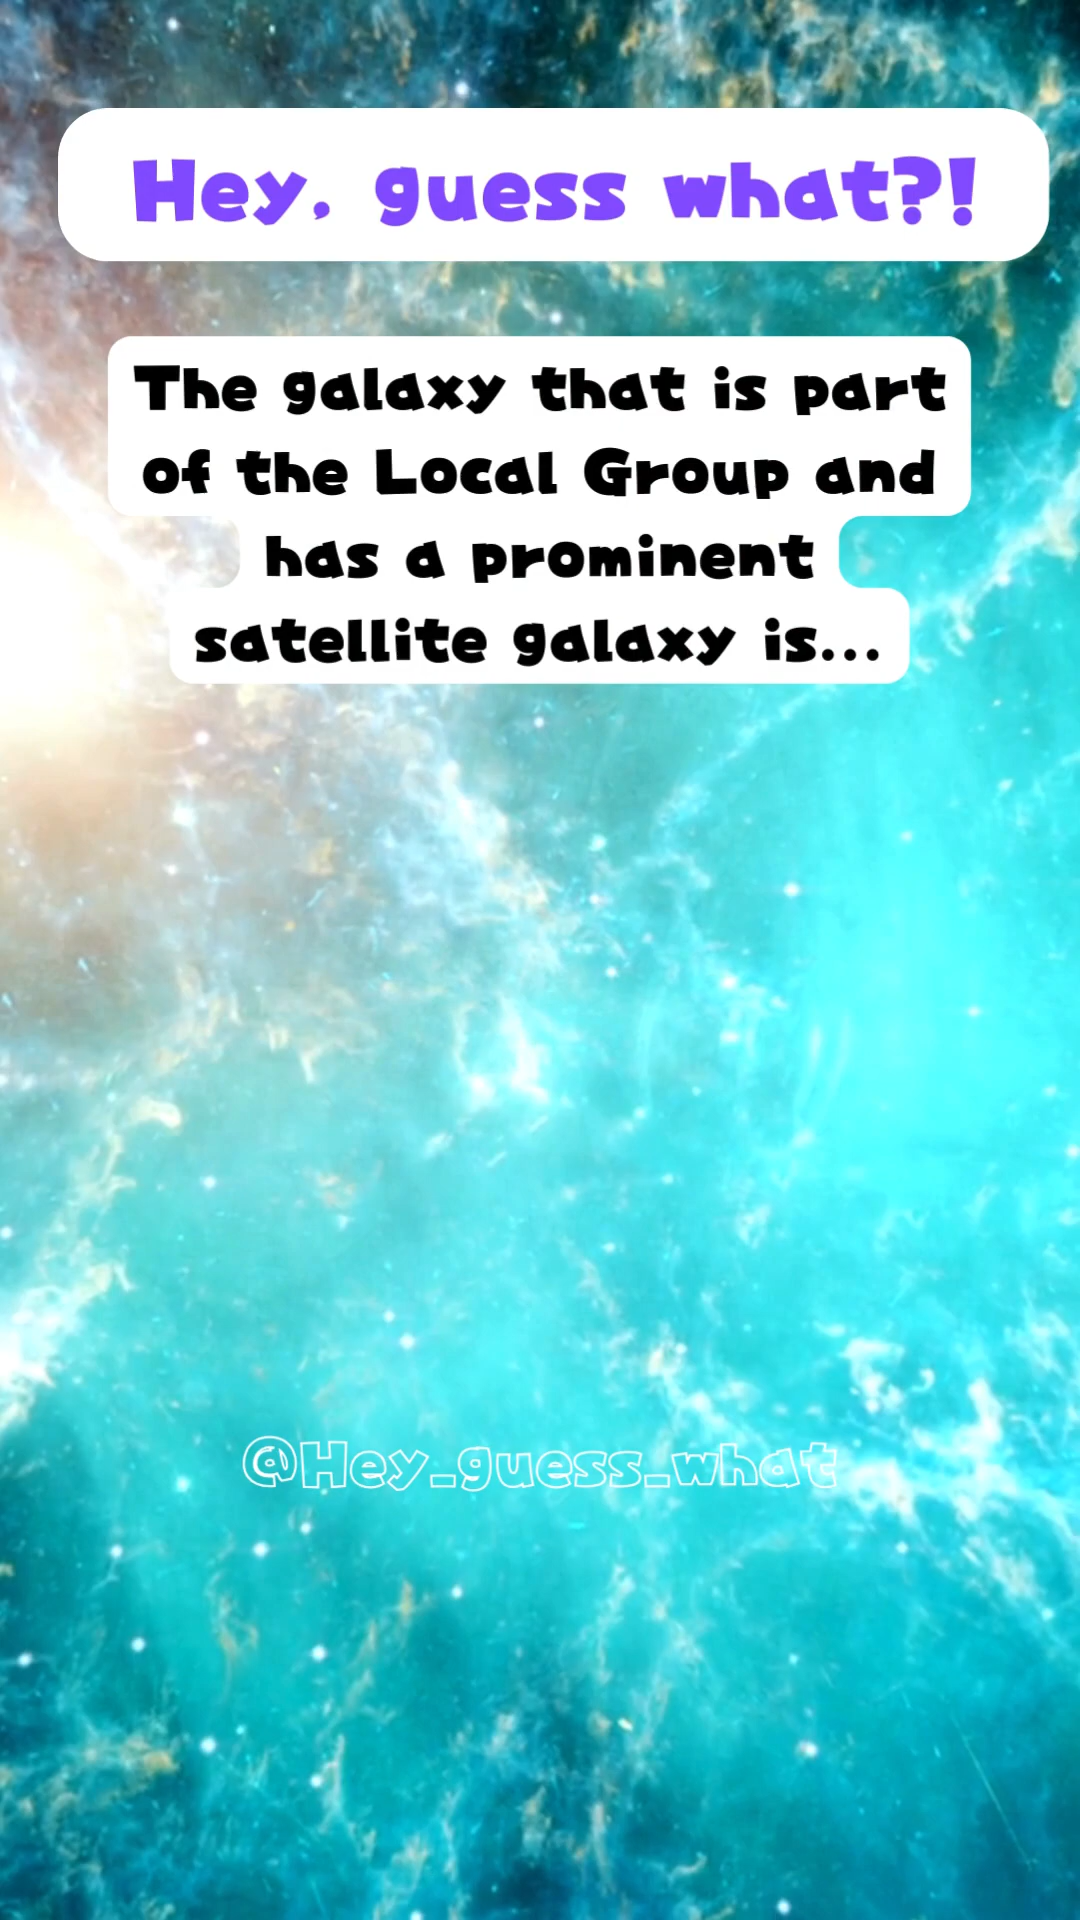 Hey, guess what?!
The galaxy that is part
of the Local Group and
has a prominent
satellite galaxy is...
@Hey_guess_what